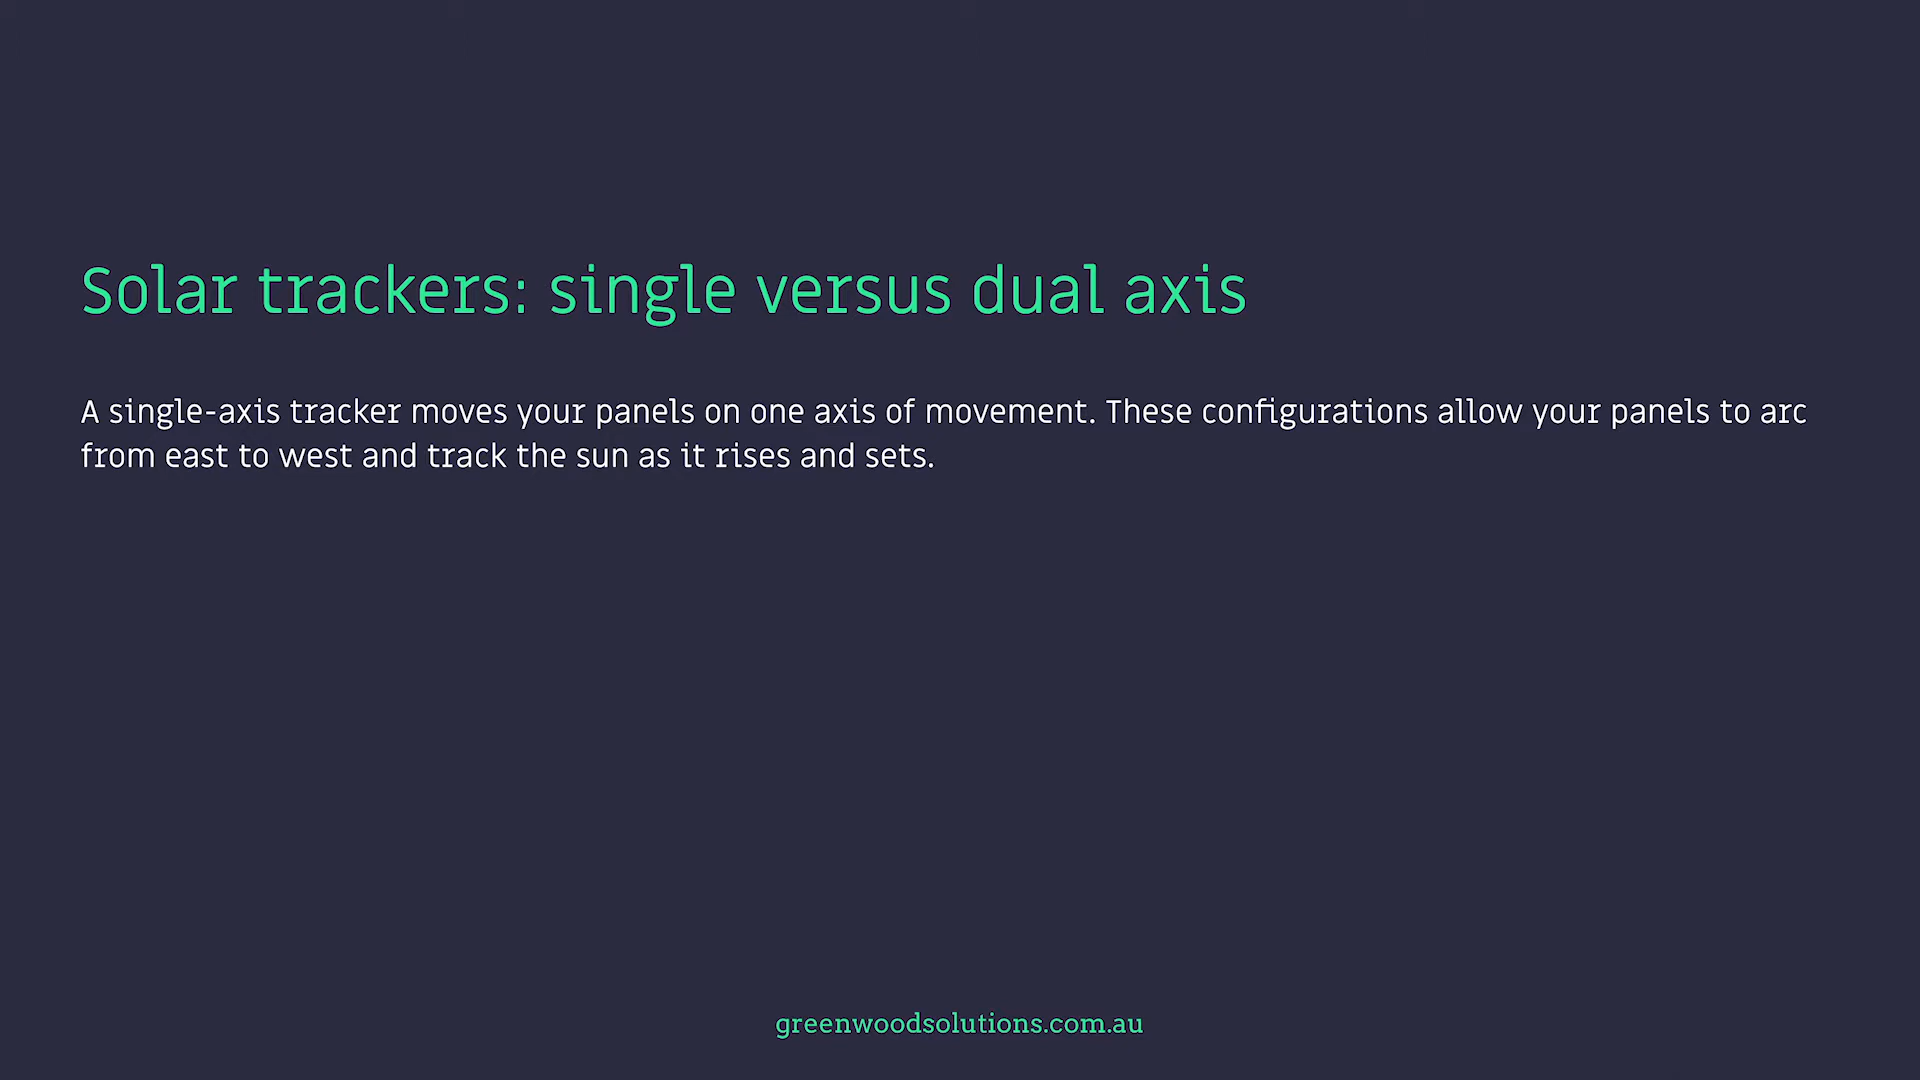 Solar trackers: single versus dual axis
A single-axis tracker moves your panels on one axis of movement. These configurations allow your panels to arc
from east to west and track the sun as it rises and sets.
greenwoodsolutions.com.au